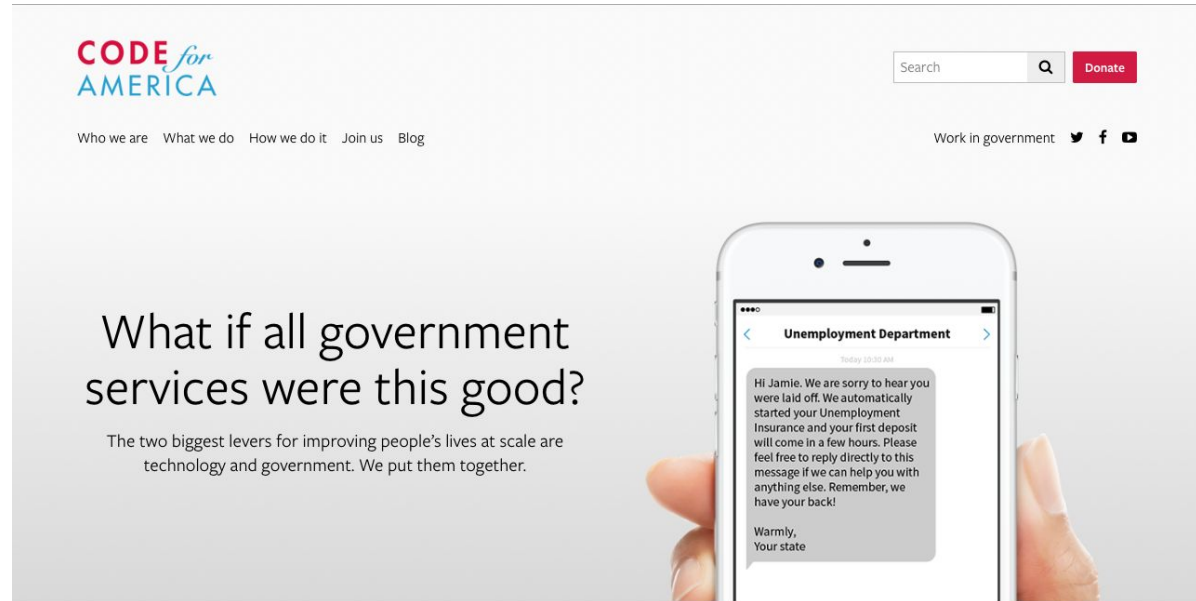 CODE for
AMERICA
Search
Donate
Who we are What we do How we do it Join us Blog
Work in government
What if all government
services were this good?
The two biggest levers for improving people’s lives at scale are
technology and government. We put them together.
Unemployment Department
Today 10:30 AM
Hi Jamie. We are sorry to hear you
were laid off. We automatically
started your Unemployment
Insurance and your first deposit
will come in a few hours. Please
feel free to reply directly to this
message if we can help you with
anything else. Remember, we
have your back!
Warmly,
Your state